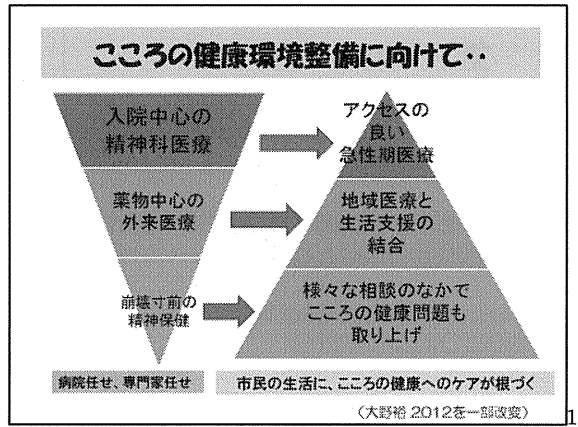 こころの健康環境整備に向けて‥
入院中心の
精神科医療
アクセスの
良い
急性期医療
薬物中心の
外来医療
地域医療と
生活支援の
結合
崩壊寸前の
精神保健
様々な相談のなかで
こころの健康問題も
取り上げ
病院任せ、専門家任せ
市民の生活に、こころの健康へのケアが根づく
（大野裕 2012を一部改変）
1